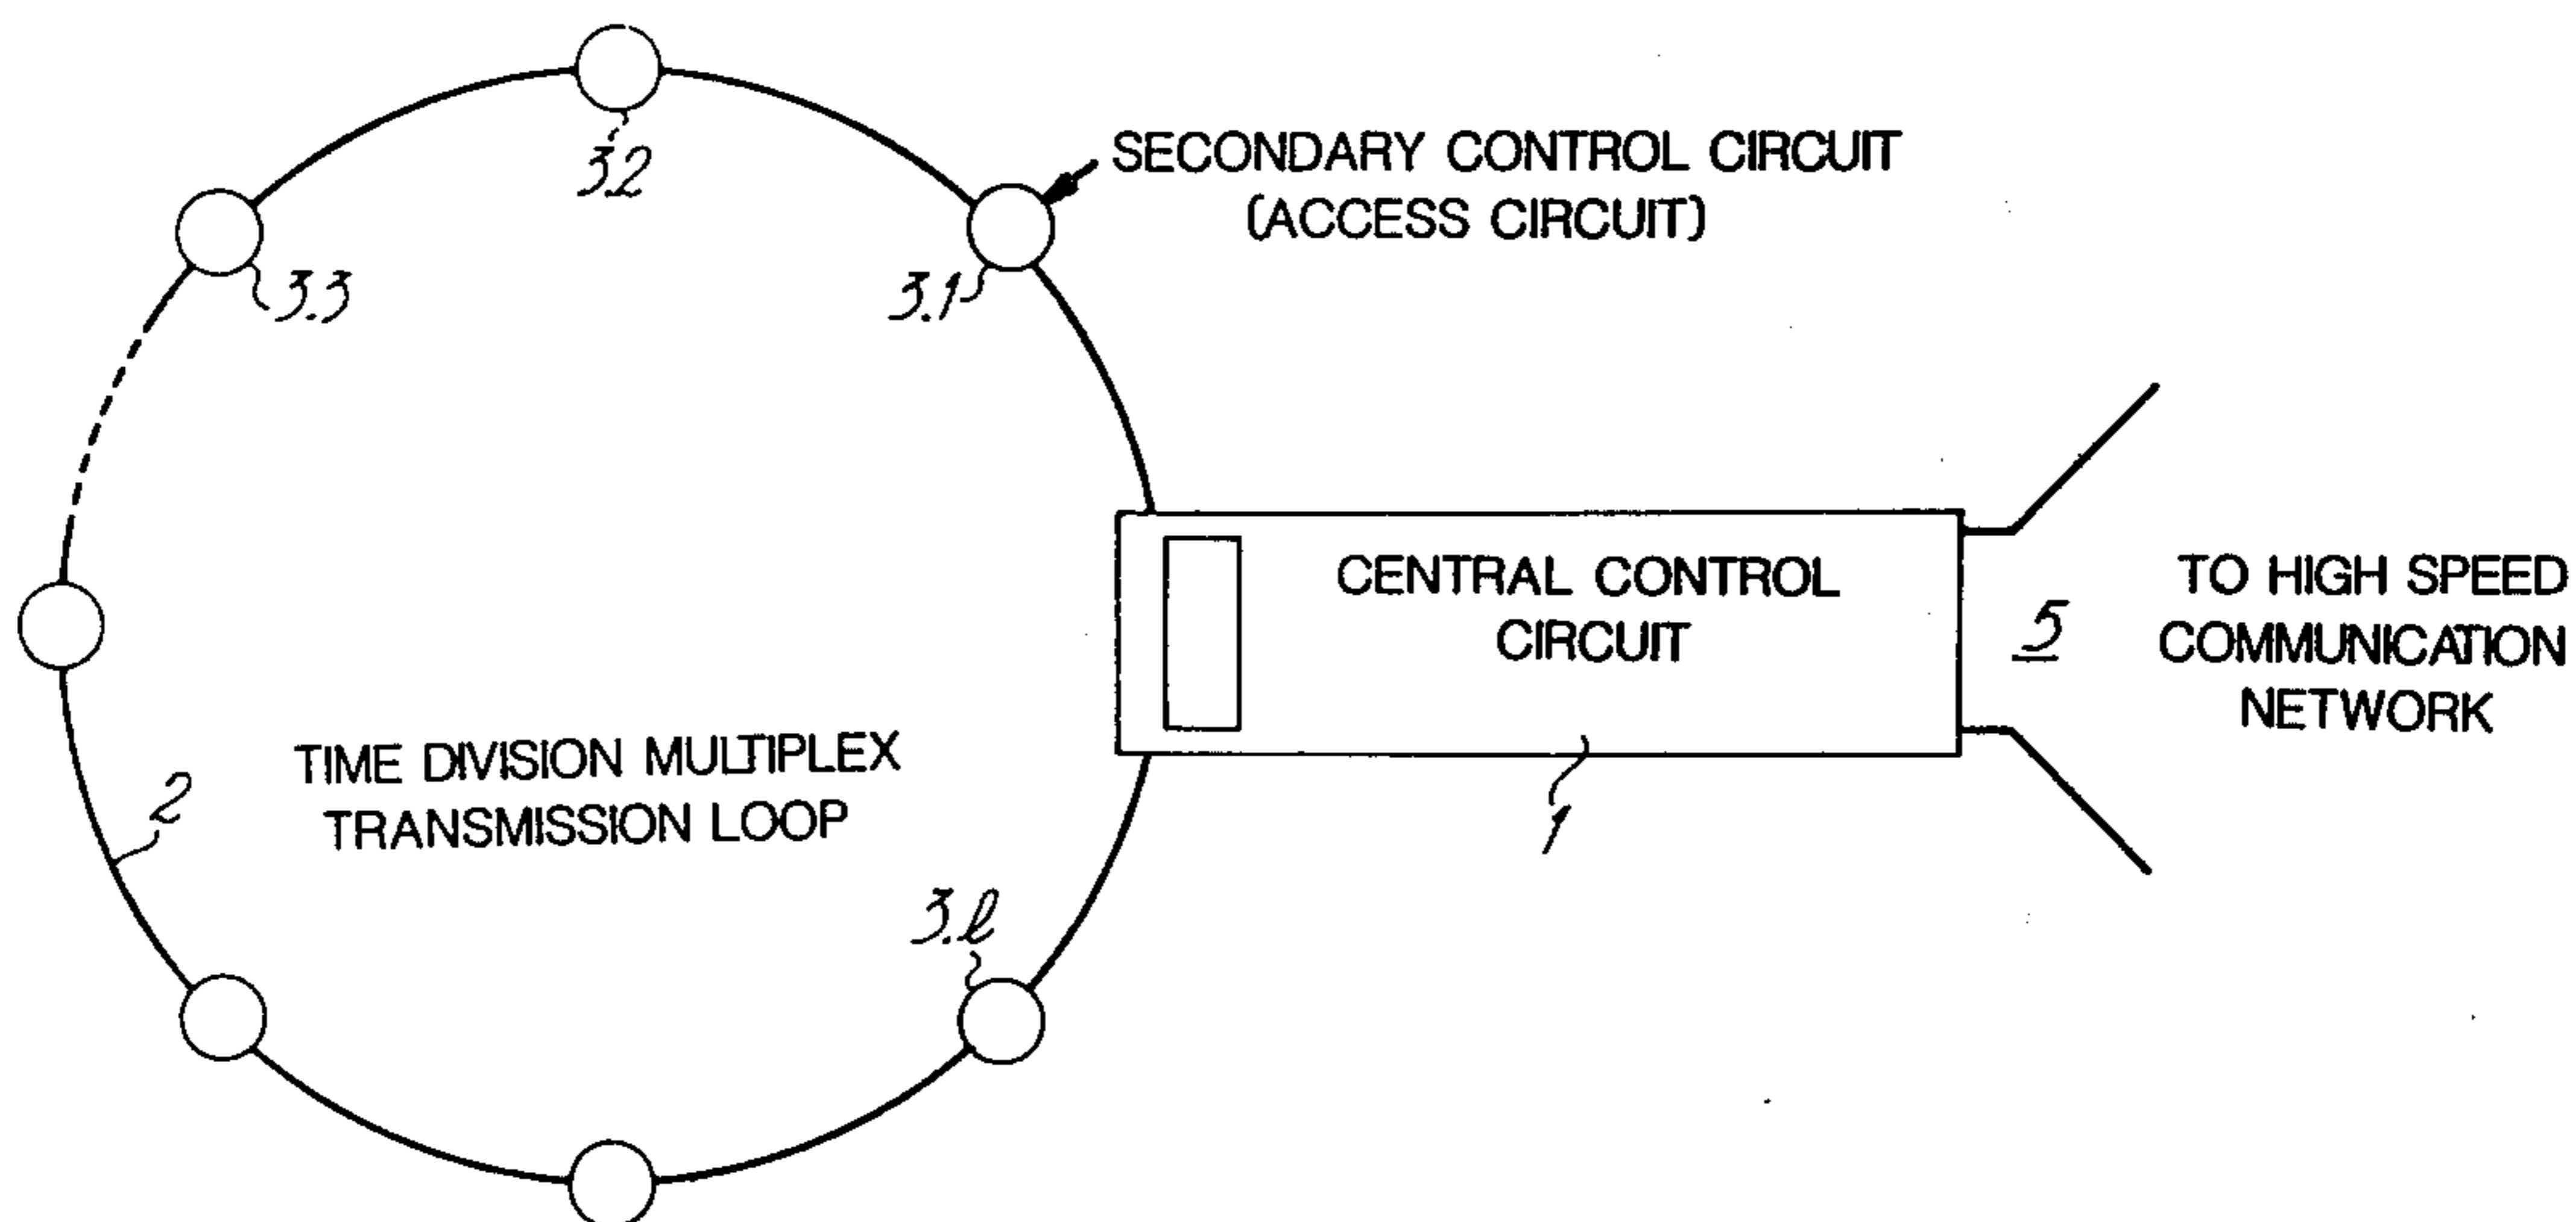 3.2
SECONDARY CONTROL CIRCUIT
(ACCESS CIRCUIT)
3.3
3.1
CENTRAL CONTROL
CIRCUIT
5
TO HIGH SPEED
COMMUNICATION
NETWORK
TIME DIVISION MULTIPLEX
TRANSMISSION LOOP
2
1
3.l